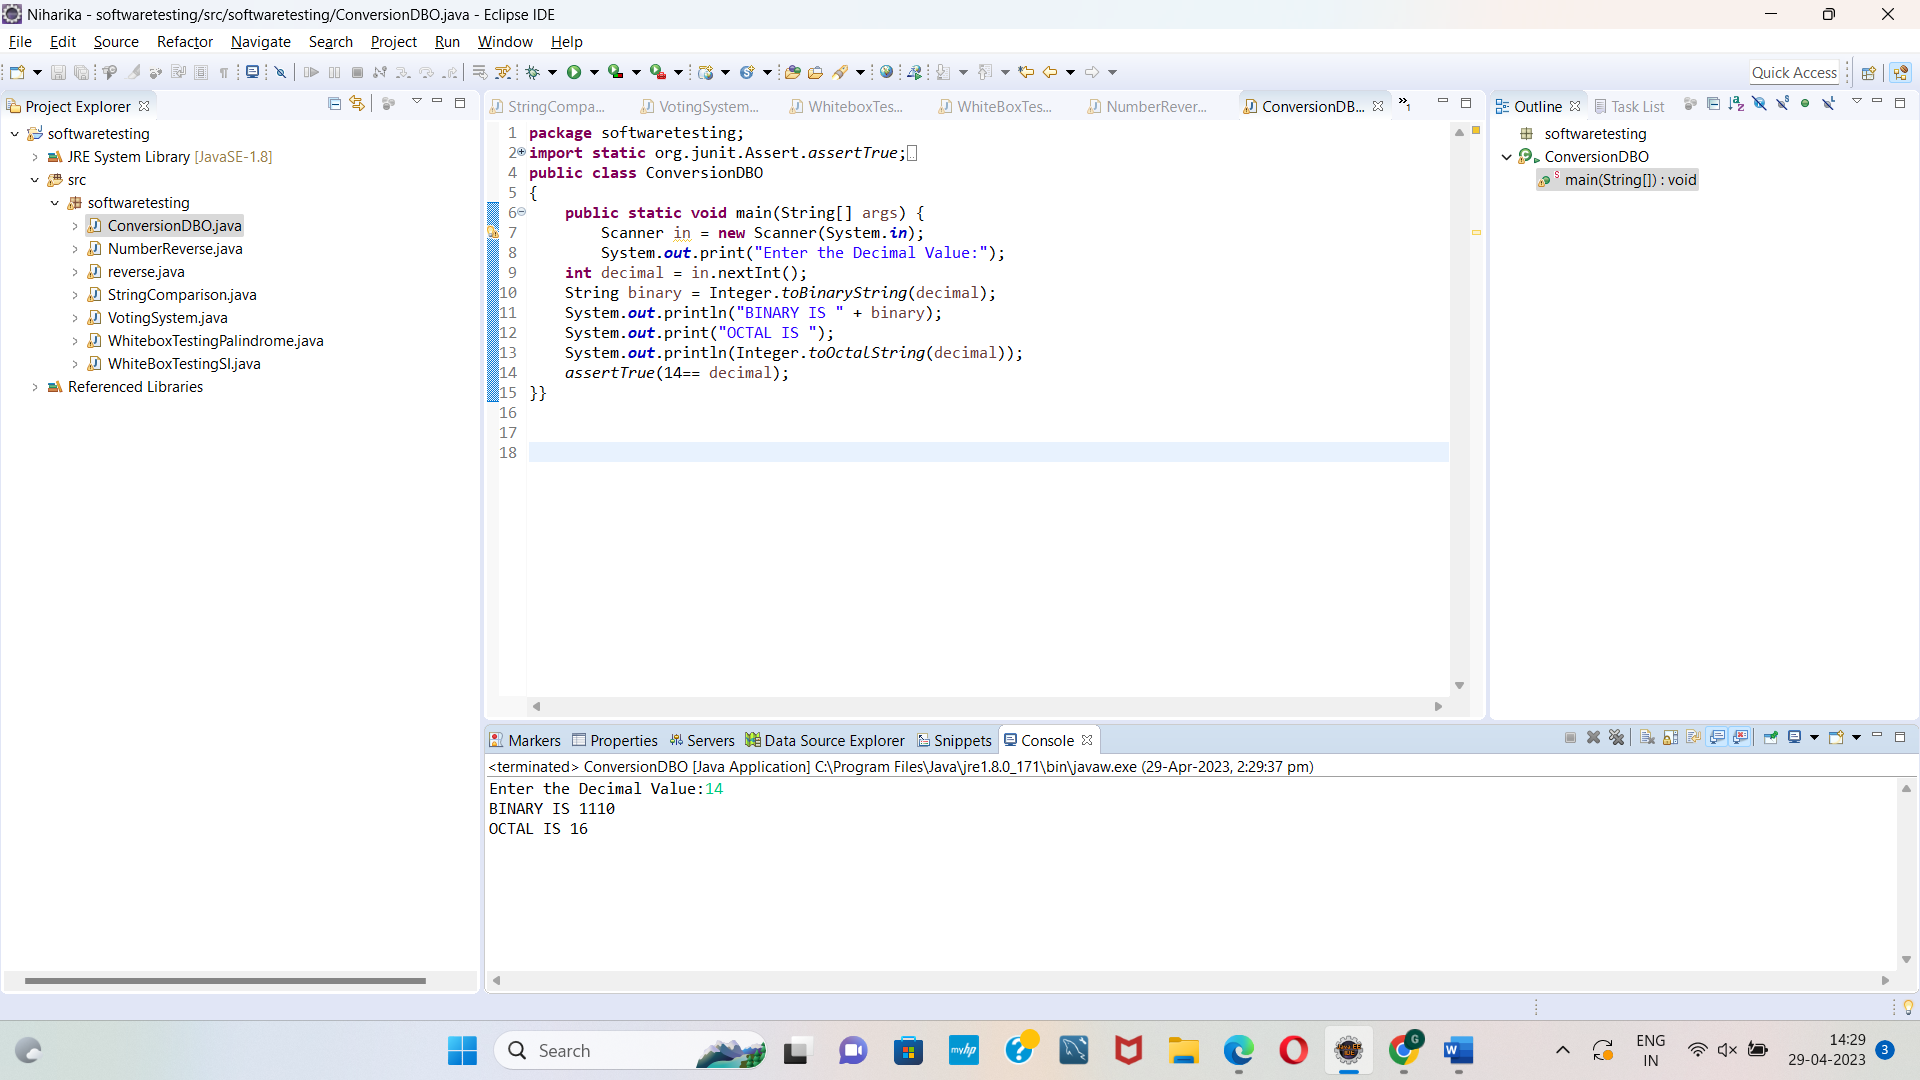 Niharika - softwaretesting/src/softwaretesting/ConversionDBO.java - Eclipse IDE
File Edit Source Refactor Navigate Search Project Run Window Help
Quick Access
Project Explorer
softwaretesting
JRE System Library [JavaSE-1.8]
src
softwaretesting
ConversionDBO.java
NumberReverse.java
reverse.java
StringComparison.java
VotingSystem.java
WhiteboxTestingPalindrome.java
WhiteBoxTestingSI.java
Referenced Libraries
StringCompa... VotingSystem... WhiteboxTes... WhiteBoxTes... NumberRever... ConversionDB... »1
1 package softwaretesting;
2 import static org.junit.Assert.assertTrue;
4 public class ConversionDBO
5 {
6 public static void main(String[] args) {
7 Scanner in = new Scanner(System.in);
8 System.out.print("Enter the Decimal Value:");
9 int decimal = in.nextInt();
10 String binary = Integer.toBinaryString(decimal);
11 System.out.println("BINARY IS " + binary);
12 System.out.print("OCTAL IS ");
13 System.out.println(Integer.toOctalString(decimal));
14 assertTrue(14== decimal);
15 }}
16
17
18
Outline Task List
softwaretesting
ConversionDBO
main(String[]) : void
Markers Properties Servers Data Source Explorer Snippets Console
<terminated> ConversionDBO [Java Application] C:\Program Files\Java\jre1.8.0_171\bin\javaw.exe (29-Apr-2023, 2:29:37 pm)
Enter the Decimal Value:14
BINARY IS 1110
OCTAL IS 16
Search
myhp
G
W
ENG
IN
14:29
29-04-2023
3